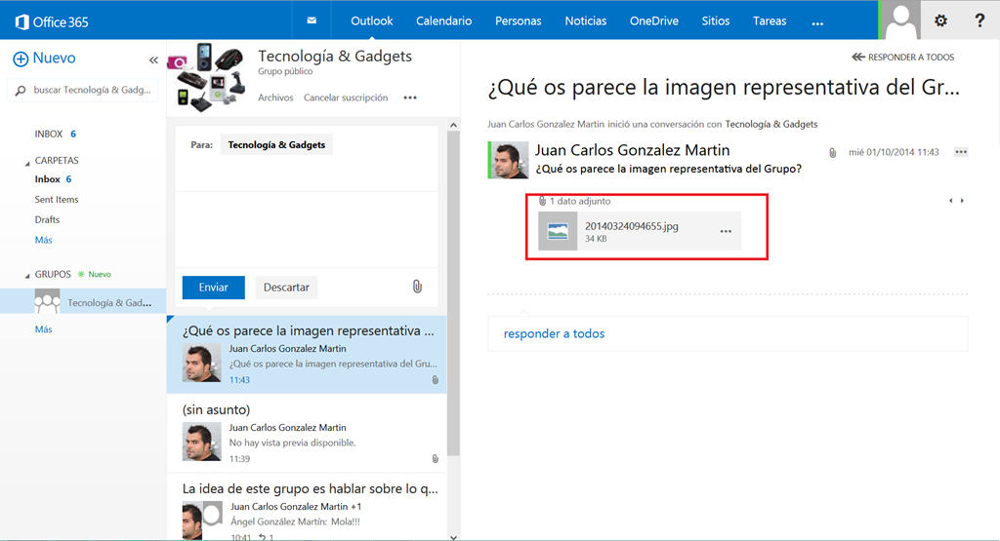 Office 365
Outlook Calendario Personas Noticias OneDrive Sitios Tareas ... ?
Nuevo «
buscar Tecnología & Gadg...
INBOX 6
CARPETAS
Inbox 6
Sent Items
Drafts
Más
GRUPOS Nuevo
Tecnología & Gad...
Más
Tecnología & Gadgets
Grupo público
Archivos Cancelar suscripción ...
Para: Tecnología & Gadgets
Enviar Descartar
¿Qué os parece la imagen representativa ...
Juan Carlos Gonzalez Martin
¿Qué os parece la imagen representativa del Gru...
11:43
(sin asunto)
Juan Carlos Gonzalez Martin
No hay vista previa disponible.
11:39
La idea de este grupo es hablar sobre lo q...
Juan Carlos Gonzalez Martin +1
Ángel González Martín: Mola!!!
10:41 1
RESPONDER A TODOS
¿Qué os parece la imagen representativa del Gr...
Juan Carlos Gonzalez Martin inició una conversación con Tecnología & Gadgets
Juan Carlos Gonzalez Martin mié 01/10/2014 11:43 ...
¿Qué os parece la imagen representativa del Grupo?
1 dato adjunto
20140324094655.jpg ...
34 KB
responder a todos